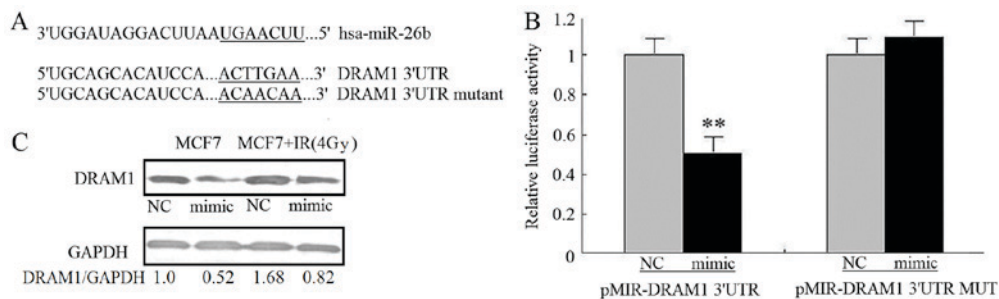 A
3'UGGAUAGGACUUAAUGAACUU...5' hsa-miR-26b
5'UGCAGCACAUCCA...ACTTGAA...3' DRAM1 3'UTR
5'UGCAGCACAUCCA...ACAACAA...3' DRAM1 3'UTR mutant
C
MCF7 MCF7+IR(4Gy)
DRAM1
NC mimic NC mimic
GAPDH
DRAM1/GAPDH 1.0 0.52 1.68 0.82
B
Relative luciferase activity
1.2
1
0.8
0.6
0.4
0.2
0
**
NC mimic NC mimic
pMIR-DRAM1 3'UTR pMIR-DRAM1 3'UTR MUT